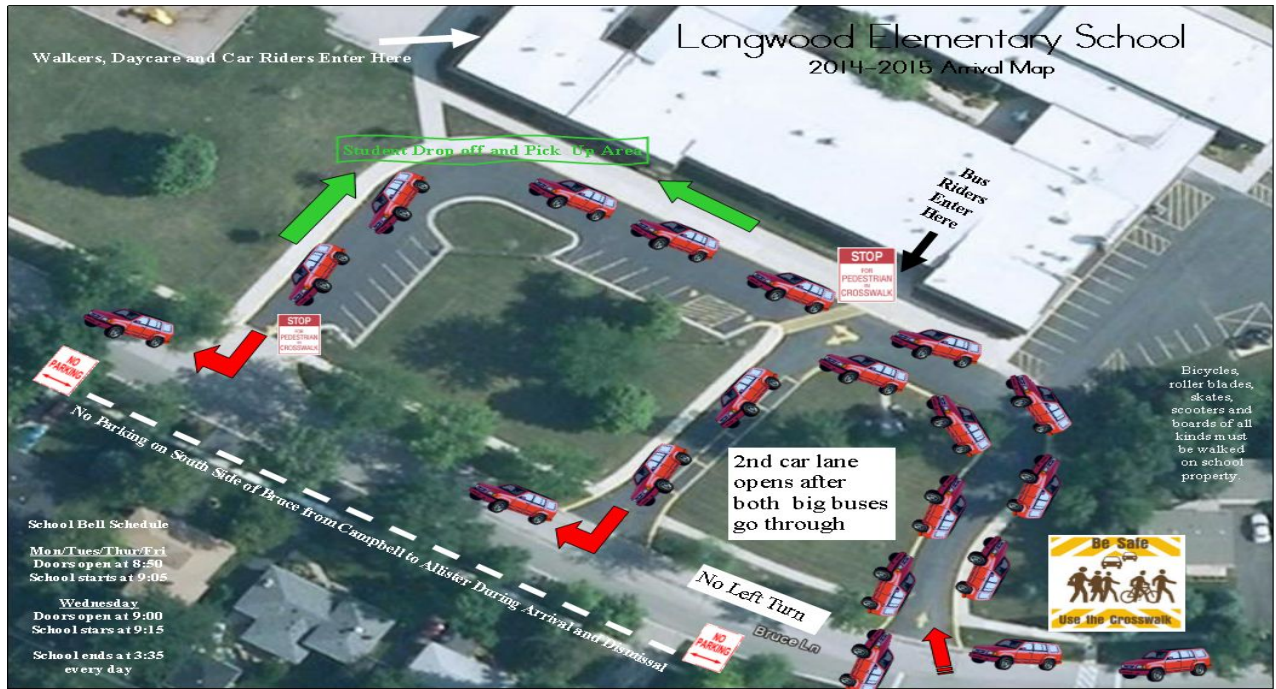 Longwood Elementary School
2014-2015 Arrival Map
Walkers, Daycare and Car Riders Enter Here
Student Drop off and Pick Up Area
Bus
Riders
Enter
Here
STOP
FOR
PEDESTRIAN
IN
CROSSWALK
STOP
FOR
PEDESTRIAN
IN
CROSSWALK
NO
PARKING
No Parking on South Side of Bruce from Campbell to Allister During Arrival and Dismissal
Bicycles,
roller blades,
skates,
scooters and
boards of all
kinds must
be walked
on school
property.
2nd car lane
opens after
both big buses
go through
School Bell Schedule
Mon/Tues/Thur/Fri
Doors open at 8:50
School starts at 9:05
Wednesday
Doors open at 9:00
School stars at 9:15
School ends at 3:35
every day
No Left Turn
Bruce Ln
NO
PARKING
Be Safe
Use the Crosswalk